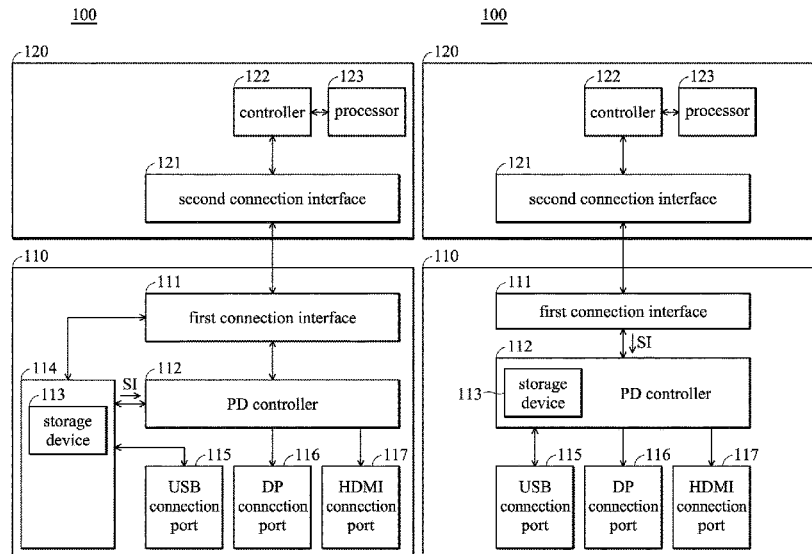 100
120
122
controller
123
processor
121
second connection interface
110
111
first connection interface
114
113
storage
device
SI
112
PD controller
115
USB
connection
port
116
DP
connection
port
117
HDMI
connection
port
100
120
122
controller
123
processor
121
second connection interface
110
111
first connection interface
SI
112
113
storage
device
PD controller
115
USB
connection
port
116
DP
connection
port
117
HDMI
connection
port